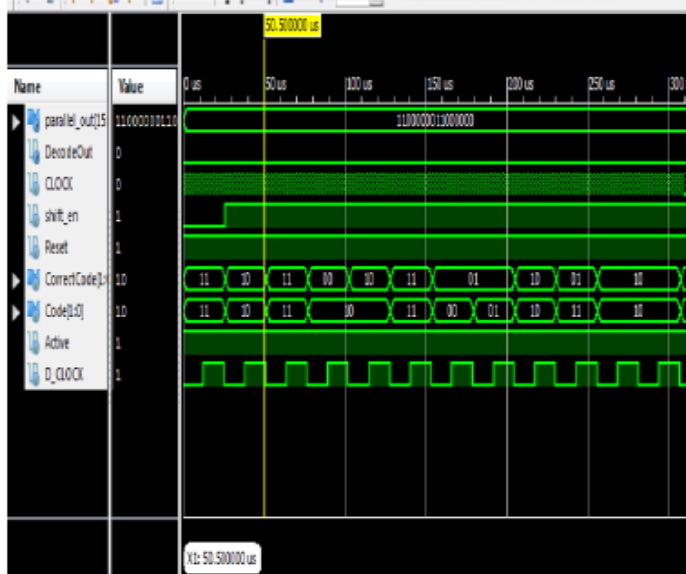 50.500000 us
Name Value 0 us 50 us 100 us 150 us 200 us 250 us 300
parallel_out[15 11000000110 1100000011000000
DecodeOut 0
CLOCK 0
shift_en 1
Reset 1
CorrectCode[1: 10 11 10 11 00 10 11 01 10 01 10
Code[1:0] 10 11 10 11 10 11 00 01 10 11 10
Active 1
D_CLOCK 1
X1: 50.500000 us